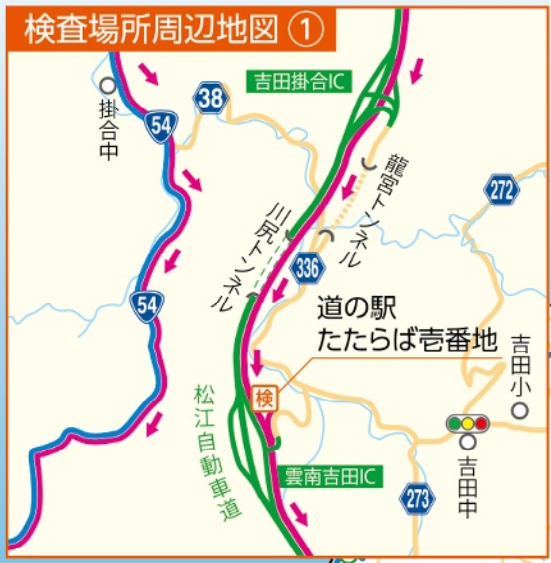 検査場所周辺地図 ①
吉田掛合IC
掛合中
38
54
龍宮トンネル
272
川尻トンネル
336
54
道の駅
たたらば壱番地
吉田小
検
松江自動車道
雲南吉田IC
吉田中
273